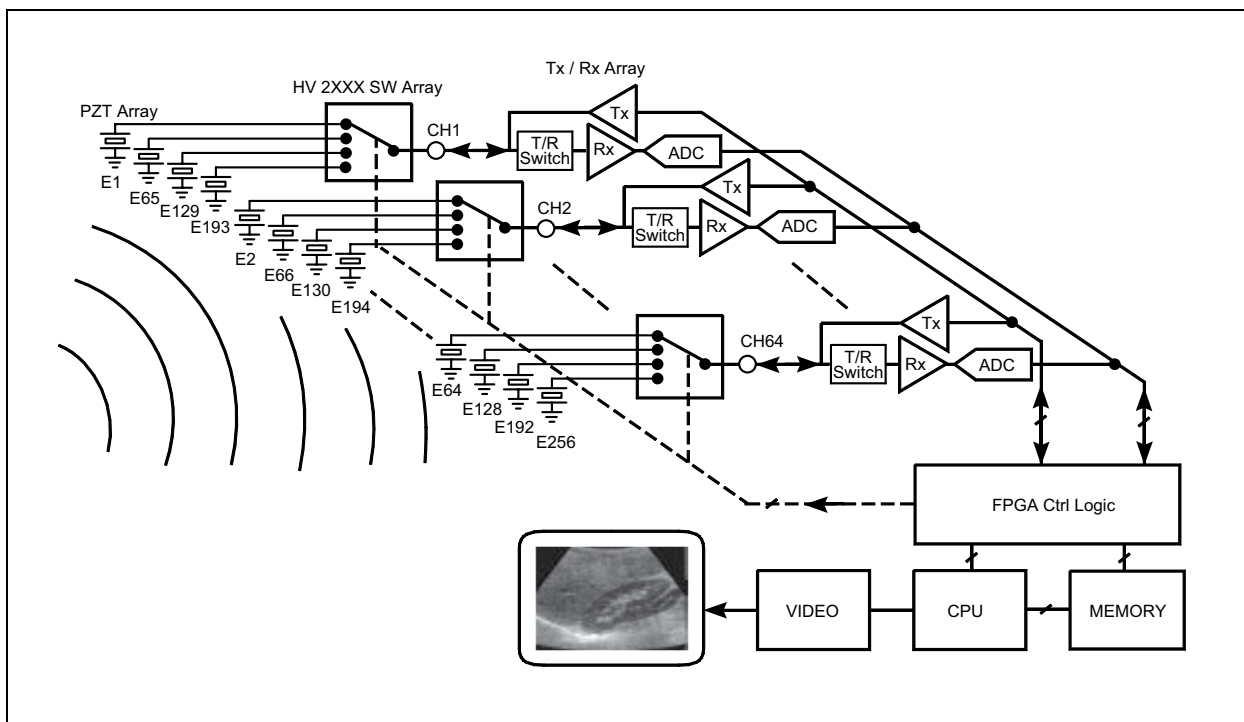 PZT Array
HV 2XXX SW Array
Tx / Rx Array
E1
E65
E129
E193
CH1
Tx
T/R
Switch
Rx
ADC
E2
E66
E130
E194
CH2
Tx
T/R
Switch
Rx
ADC
E64
E128
E192
E256
CH64
Tx
T/R
Switch
Rx
ADC
FPGA Ctrl Logic
VIDEO
CPU
MEMORY